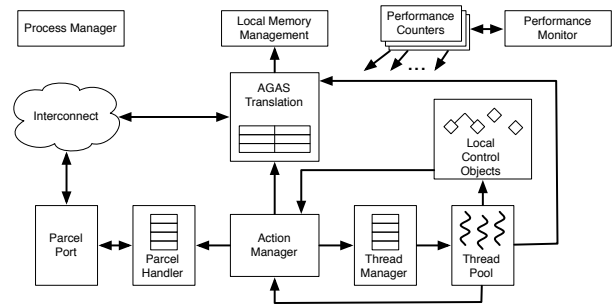 Process Manager
Local Memory
Management
Performance
Counters
Performance
Monitor
...
AGAS
Translation
Interconnect
Local
Control
Objects
Parcel
Port
Parcel
Handler
Action
Manager
Thread
Manager
Thread
Pool